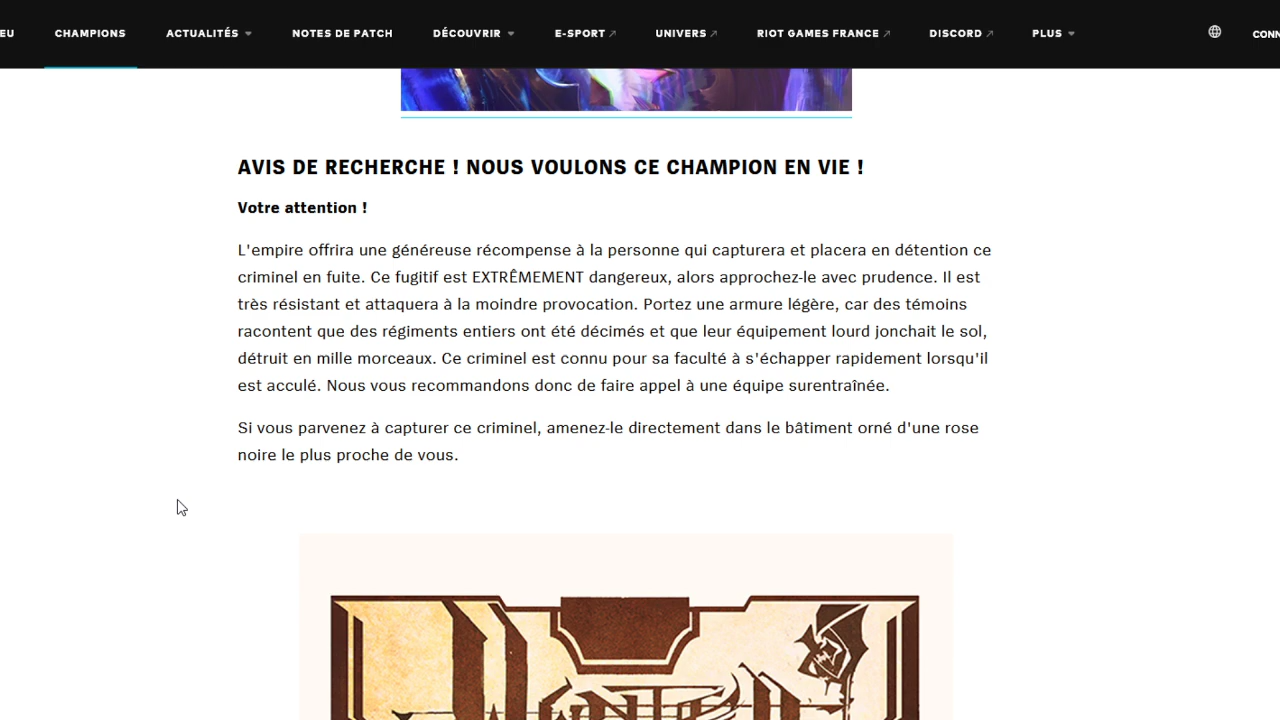 EU CHAMPIONS ACTUALITÉS NOTES DE PATCH DÉCOUVRIR E-SPORT UNIVERS RIOT GAMES FRANCE DISCORD PLUS CONN
AVIS DE RECHERCHE ! NOUS VOULONS CE CHAMPION EN VIE !
Votre attention !
L'empire offrira une généreuse récompense à la personne qui capturera et placera en détention ce
criminel en fuite. Ce fugitif est EXTRÊMEMENT dangereux, alors approchez-le avec prudence. Il est
très résistant et attaquera à la moindre provocation. Portez une armure légère, car des témoins
racontent que des régiments entiers ont été décimés et que leur équipement lourd jonchait le sol,
détruit en mille morceaux. Ce criminel est connu pour sa faculté à s'échapper rapidement lorsqu'il
est acculé. Nous vous recommandons donc de faire appel à une équipe surentraînée.
Si vous parvenez à capturer ce criminel, amenez-le directement dans le bâtiment orné d'une rose
noire le plus proche de vous.